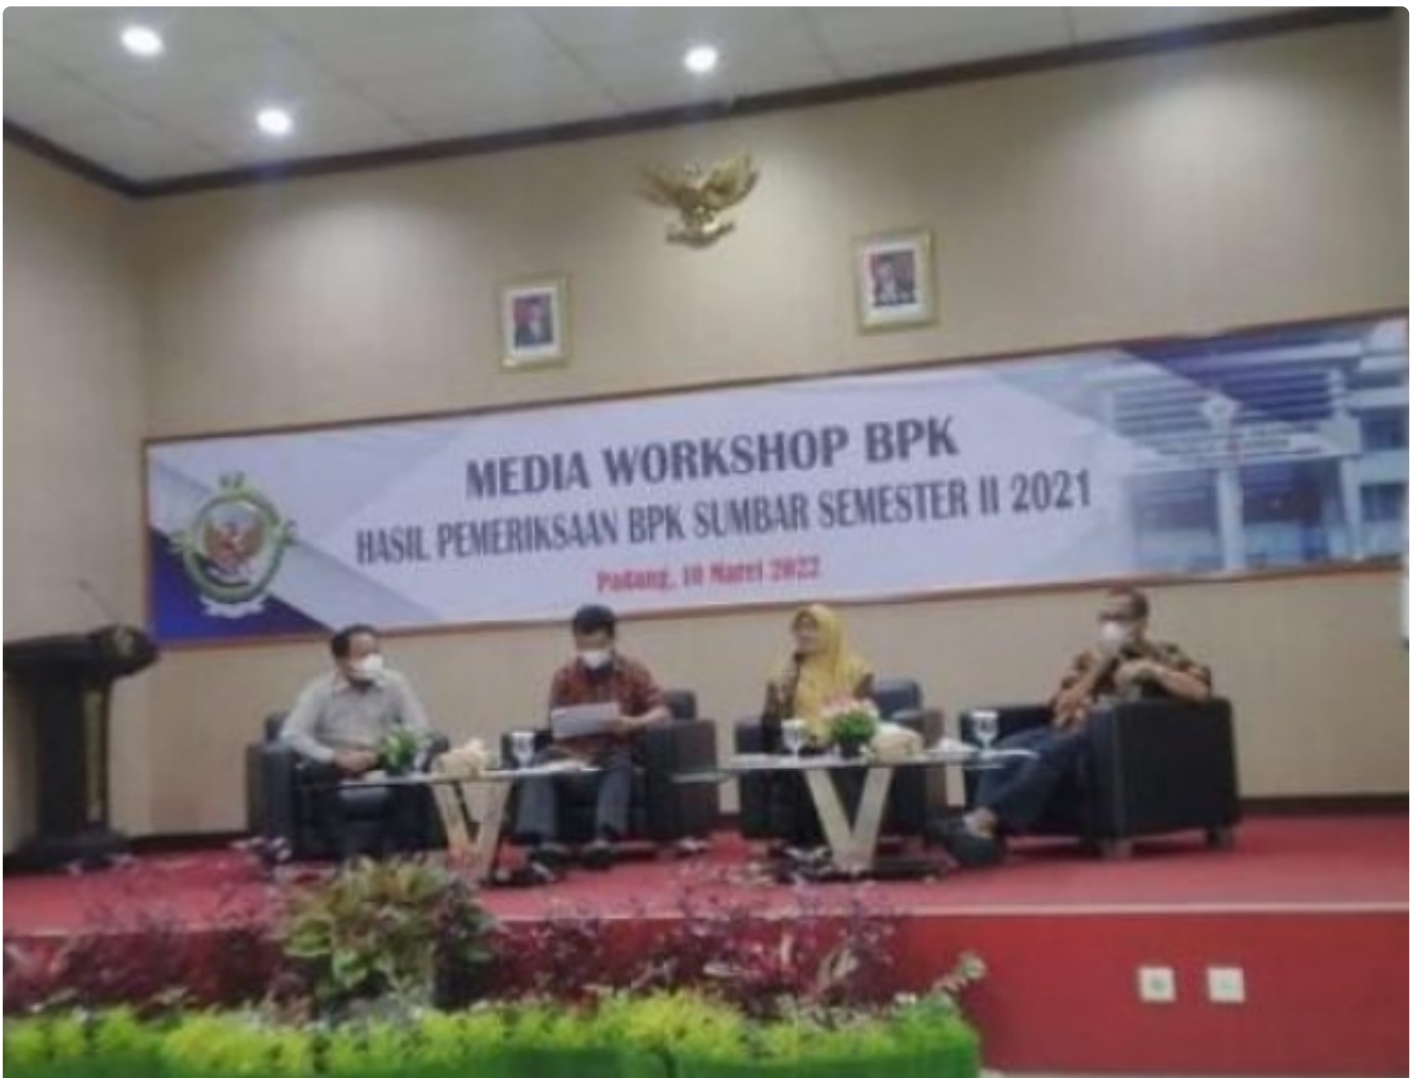 MEDIA WORKSHOP BPK
HASIL PEMERIKSAAN BPK SUMBAR SEMESTER II 2021
Padang, 10 Maret 2022